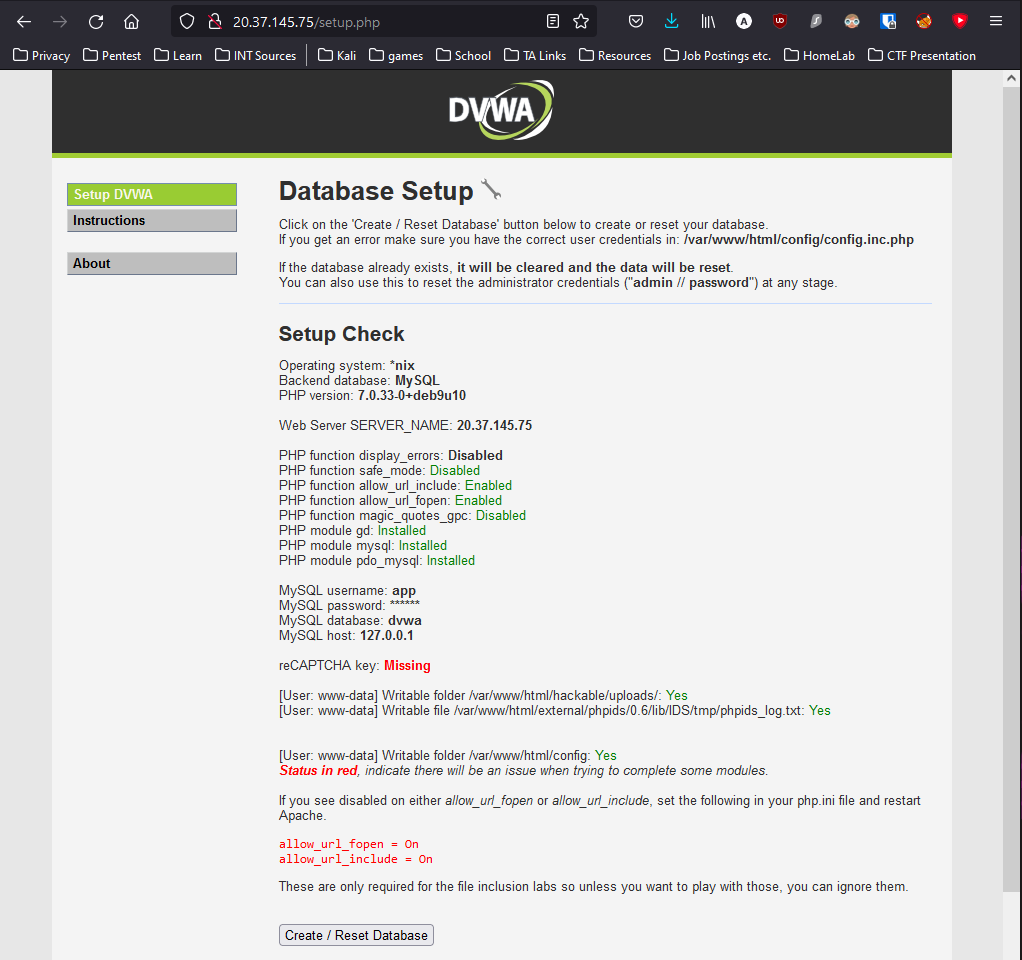 20.37.145.75/setup.php
Privacy Pentest Learn INT Sources Kali games School TA Links Resources Job Postings etc. HomeLab CTF Presentation
DVWA
Setup DVWA
Instructions
About
Database Setup
Click on the 'Create / Reset Database' button below to create or reset your database.
If you get an error make sure you have the correct user credentials in: /var/www/html/config/config.inc.php
If the database already exists, it will be cleared and the data will be reset.
You can also use this to reset the administrator credentials ("admin // password") at any stage.
Setup Check
Operating system: *nix
Backend database: MySQL
PHP version: 7.0.33-0+deb9u10
Web Server SERVER_NAME: 20.37.145.75
PHP function display_errors: Disabled
PHP function safe_mode: Disabled
PHP function allow_url_include: Enabled
PHP function allow_url_fopen: Enabled
PHP function magic_quotes_gpc: Disabled
PHP module gd: Installed
PHP module mysql: Installed
PHP module pdo_mysql: Installed
MySQL username: app
MySQL password: ******
MySQL database: dvwa
MySQL host: 127.0.0.1
reCAPTCHA key: Missing
[User: www-data] Writable folder /var/www/html/hackable/uploads/: Yes
[User: www-data] Writable file /var/www/html/external/phpids/0.6/lib/IDS/tmp/phpids_log.txt: Yes
[User: www-data] Writable folder /var/www/html/config: Yes
Status in red, indicate there will be an issue when trying to complete some modules.
If you see disabled on either allow_url_fopen or allow_url_include, set the following in your php.ini file and restart
Apache.
allow_url_fopen = On
allow_url_include = On
These are only required for the file inclusion labs so unless you want to play with those, you can ignore them.
Create / Reset Database